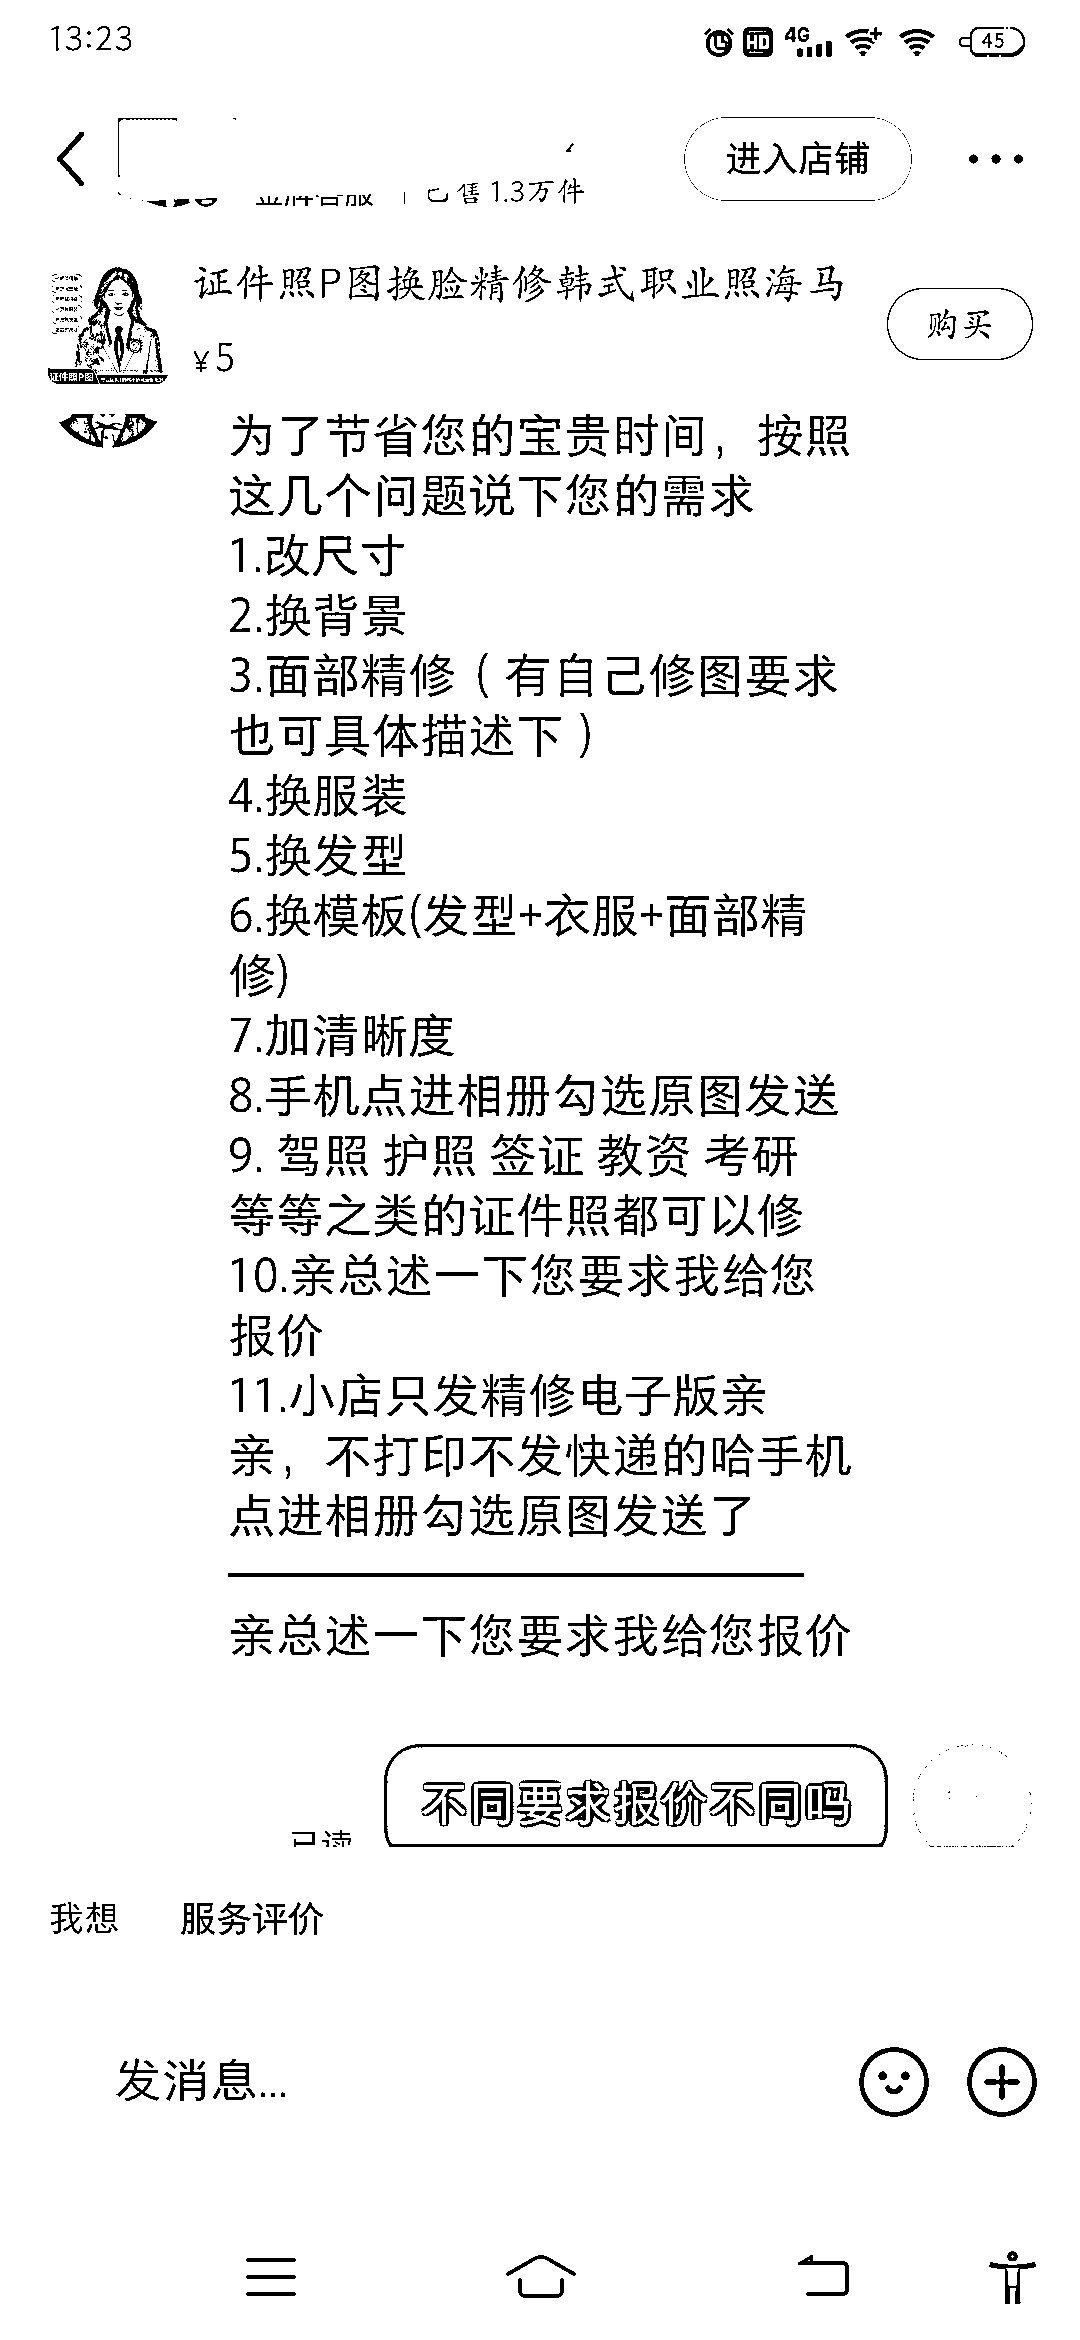 13:23
HD 4G 45
进入店铺
金牌客服 | 已售1.3万件
证件照P图换脸精修韩式职业照海马
¥5
购买
证件照P图
为了节省您的宝贵时间，按照
这几个问题说下您的需求
1.改尺寸
2.换背景
3.面部精修（有自己修图要求
也可具体描述下）
4.换服装
5.换发型
6.换模板(发型+衣服+面部精
修)
7.加清晰度
8.手机点进相册勾选原图发送
9. 驾照 护照 签证 教资 考研
等等之类的证件照都可以修
10.亲总述一下您要求我给您
报价
11.小店只发精修电子版亲
亲，不打印不发快递的哈手机
点进相册勾选原图发送了
亲总述一下您要求我给您报价
不同要求报价不同吗
已读
我想 服务评价
发消息...